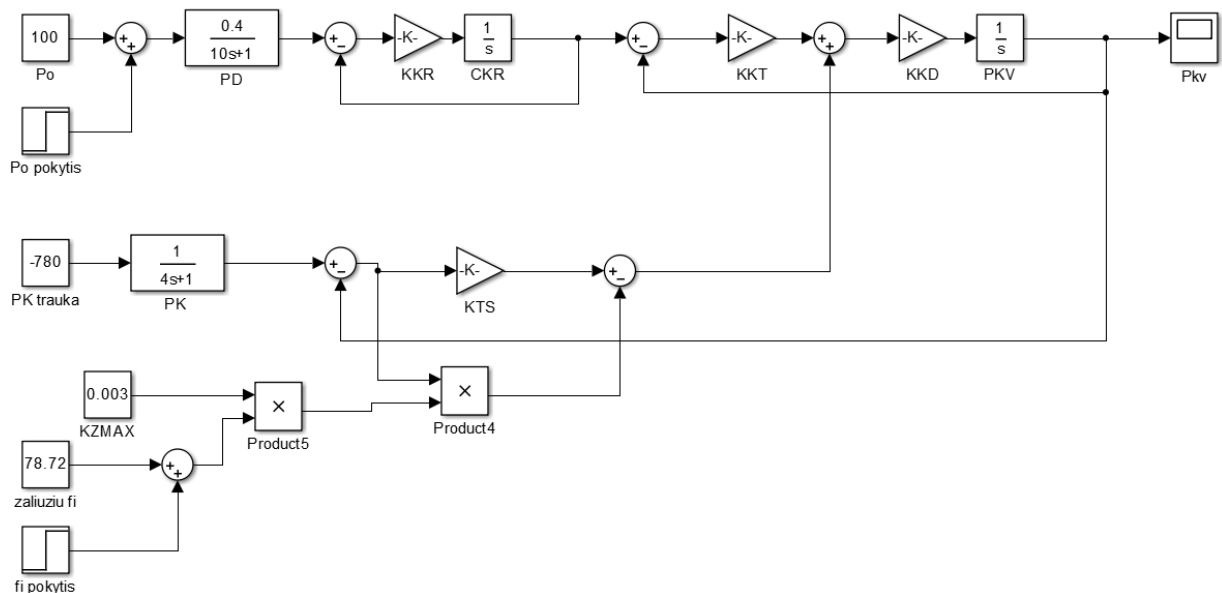 100
Po
Po pokytis
0.4
10s+1
PD
-K-
KKR
1
s
CKR
-K-
KKT
-K-
KKD
1
s
PKV
Pkv
-780
PK trauka
1
4s+1
PK
-K-
KTS
0.003
KZMAX
×
Product5
×
Product4
78.72
zaliuziu fi
fi pokytis